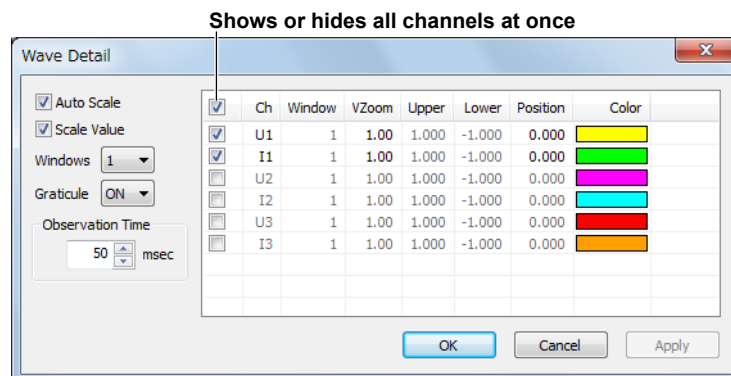 Shows or hides all channels at once
Wave Detail
Auto Scale
Scale Value
Windows 1
Graticule ON
Observation Time
50 msec
Ch Window VZoom Upper Lower Position Color
U1 1 1.00 1.000 -1.000 0.000
I1 1 1.00 1.000 -1.000 0.000
U2 1 1.00 1.000 -1.000 0.000
I2 1 1.00 1.000 -1.000 0.000
U3 1 1.00 1.000 -1.000 0.000
I3 1 1.00 1.000 -1.000 0.000
OK Cancel Apply